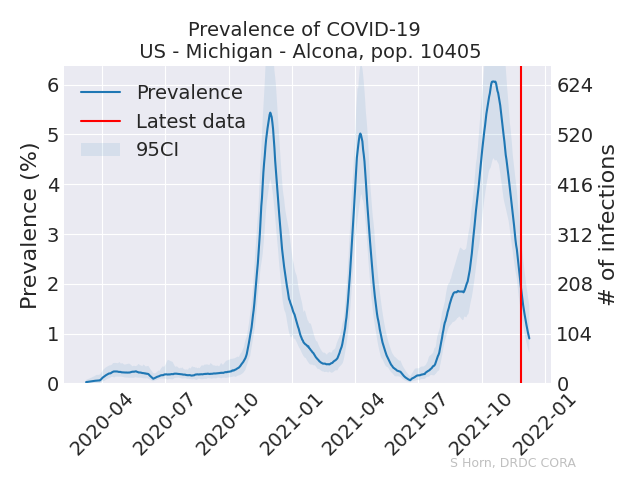 Prevalence of COVID-19
US - Michigan - Alcona, pop. 10405
Prevalence
Latest data
95CI
Prevalence (%)
6
5
4
3
2
1
0
# of infections
624
520
416
312
208
104
0
2020-04
2020-07
2020-10
2021-01
2021-04
2021-07
2021-10
2022-01
S Horn, DRDC CORA